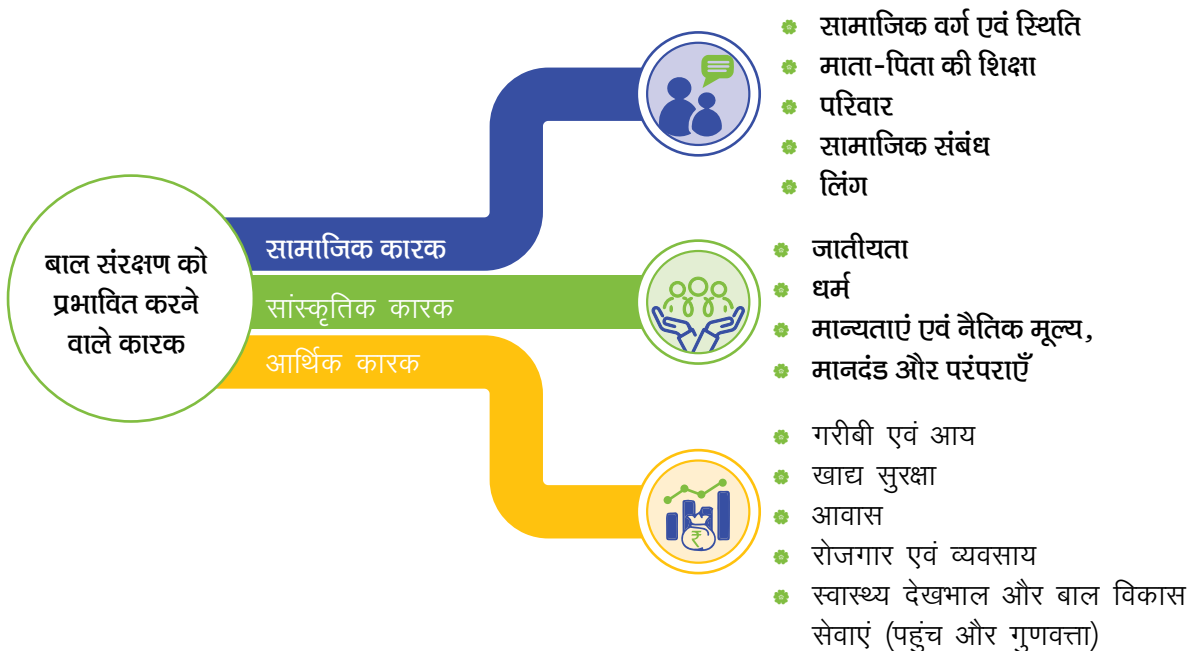 सामाजिक वर्ग एवं स्थिति
माता-पिता की शिक्षा
परिवार
सामाजिक संबंध
लिंग
बाल संरक्षण को
प्रभावित करने
वाले कारक
सामाजिक कारक
सांस्कृतिक कारक
आर्थिक कारक
जातीयता
धर्म
मान्यताएं एवं नैतिक मूल्य,
मानदंड और परंपराएँ
गरीबी एवं आय
खाद्य सुरक्षा
आवास
रोजगार एवं व्यवसाय
स्वास्थ्य देखभाल और बाल विकास
सेवाएं (पहुंच और गुणवत्ता)
₹